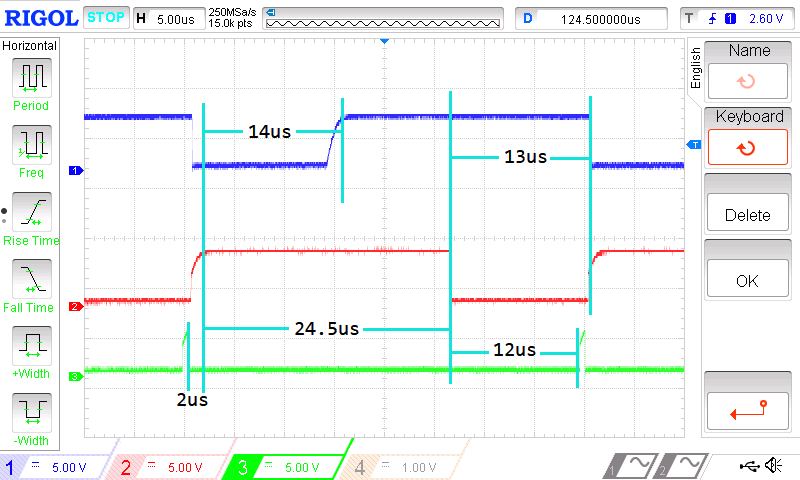 RIGOL STOP H 5.00us 250MSa/s 15.0k pts D 124.500000us T 1 2.60 V
Horizontal
Period
Freq
Rise Time
Fall Time
+Width
-Width
14us
13us
24.5us
12us
2us
1
2
3
T
English
Name
Keyboard
Delete
OK
1 5.00 V 2 5.00 V 3 5.00 V 4 1.00 V 1 2